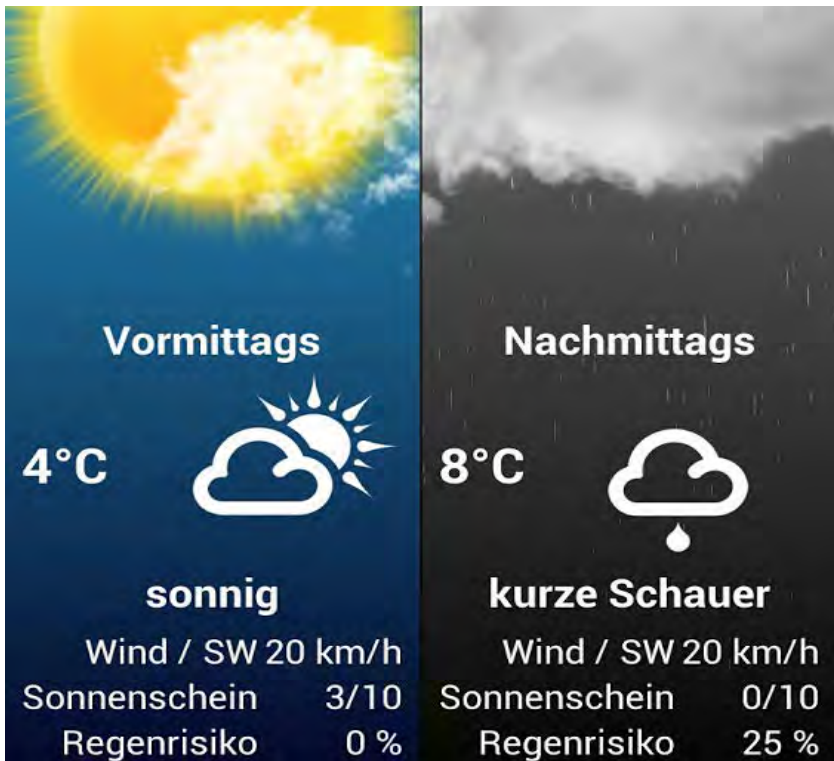 Vormittags
4°C
sonnig
Wind / SW 20 km/h
Sonnenschein 3/10
Regenrisiko 0 %
Nachmittags
8°C
kurze Schauer
Wind / SW 20 km/h
Sonnenschein 0/10
Regenrisiko 25 %